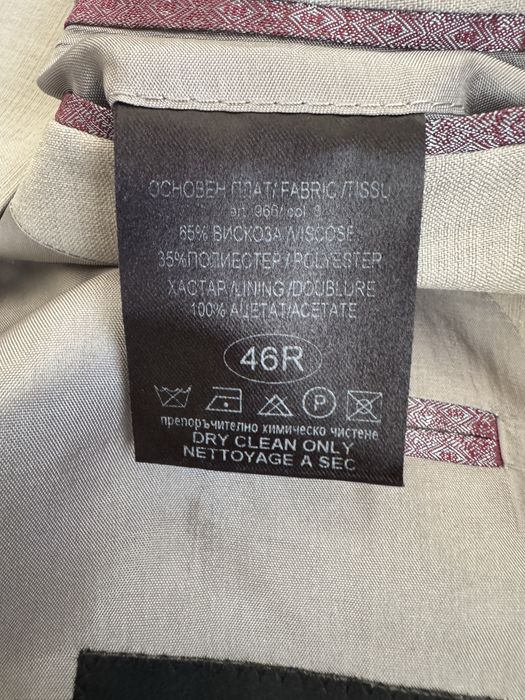 ОСНОВЕН ПЛАТ/FABRIC/TISSU
art. 966/col. 3
65% ВИСКОЗА/VISCOSE
35%ПОЛИЕСТЕР/POLYESTER
ХАСТАР/LINING/DOUBLURE
100% АЦЕТАТ/ACETATE
46R
P
препоръчително химическо чистене
DRY CLEAN ONLY
NETTOYAGE A SEC